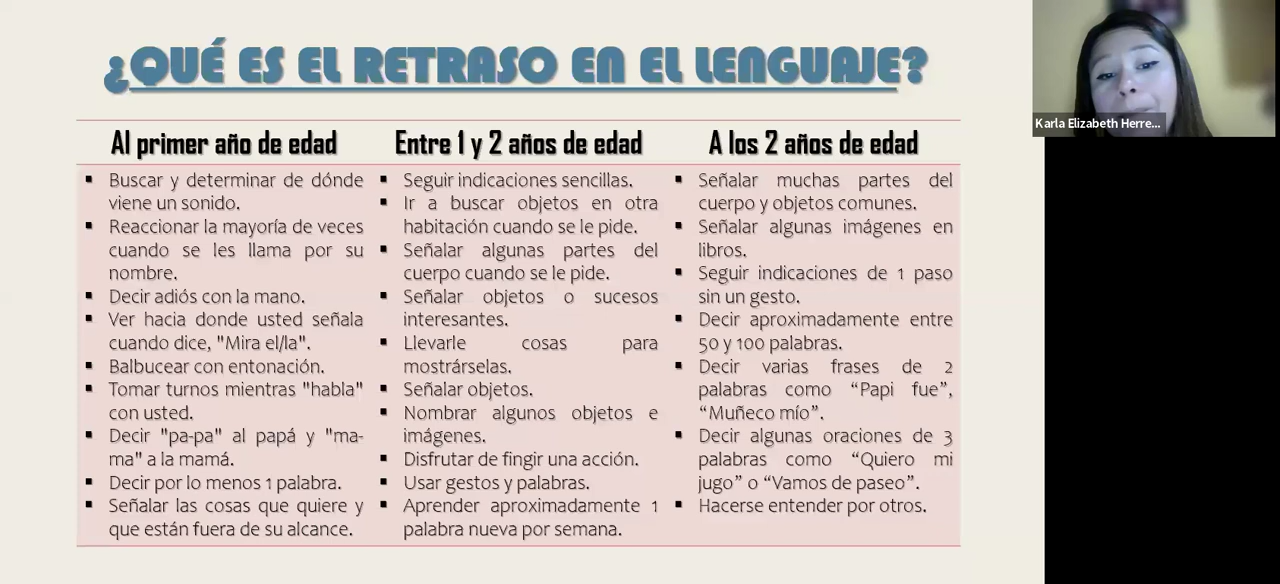 ¿QUÉ ES EL RETRASO EN EL LENGUAJE?
Al primer año de edad
▪ Buscar y determinar de dónde
viene un sonido.
▪ Reaccionar la mayoría de veces
cuando se les llama por su
nombre.
▪ Decir adiós con la mano.
▪ Ver hacia donde usted señala
cuando dice, "Mira el/la".
▪ Balbucear con entonación.
▪ Tomar turnos mientras "habla"
con usted.
▪ Decir "pa-pa" al papá y "ma-
ma" a la mamá.
▪ Decir por lo menos 1 palabra.
▪ Señalar las cosas que quiere y
que están fuera de su alcance.
Entre 1 y 2 años de edad
▪ Seguir indicaciones sencillas.
▪ Ir a buscar objetos en otra
habitación cuando se le pide.
▪ Señalar algunas partes del
cuerpo cuando se le pide.
▪ Señalar objetos o sucesos
interesantes.
▪ Llevarle cosas para
mostrárselas.
▪ Señalar objetos.
▪ Nombrar algunos objetos e
imágenes.
▪ Disfrutar de fingir una acción.
▪ Usar gestos y palabras.
▪ Aprender aproximadamente 1
palabra nueva por semana.
A los 2 años de edad
▪ Señalar muchas partes del
cuerpo y objetos comunes.
▪ Señalar algunas imágenes en
libros.
▪ Seguir indicaciones de 1 paso
sin un gesto.
▪ Decir aproximadamente entre
50 y 100 palabras.
▪ Decir varias frases de 2
palabras como “Papi fue”,
“Muñeco mío”.
▪ Decir algunas oraciones de 3
palabras como “Quiero mi
jugo” o “Vamos de paseo”.
▪ Hacerse entender por otros.
Karla Elizabeth Herre...